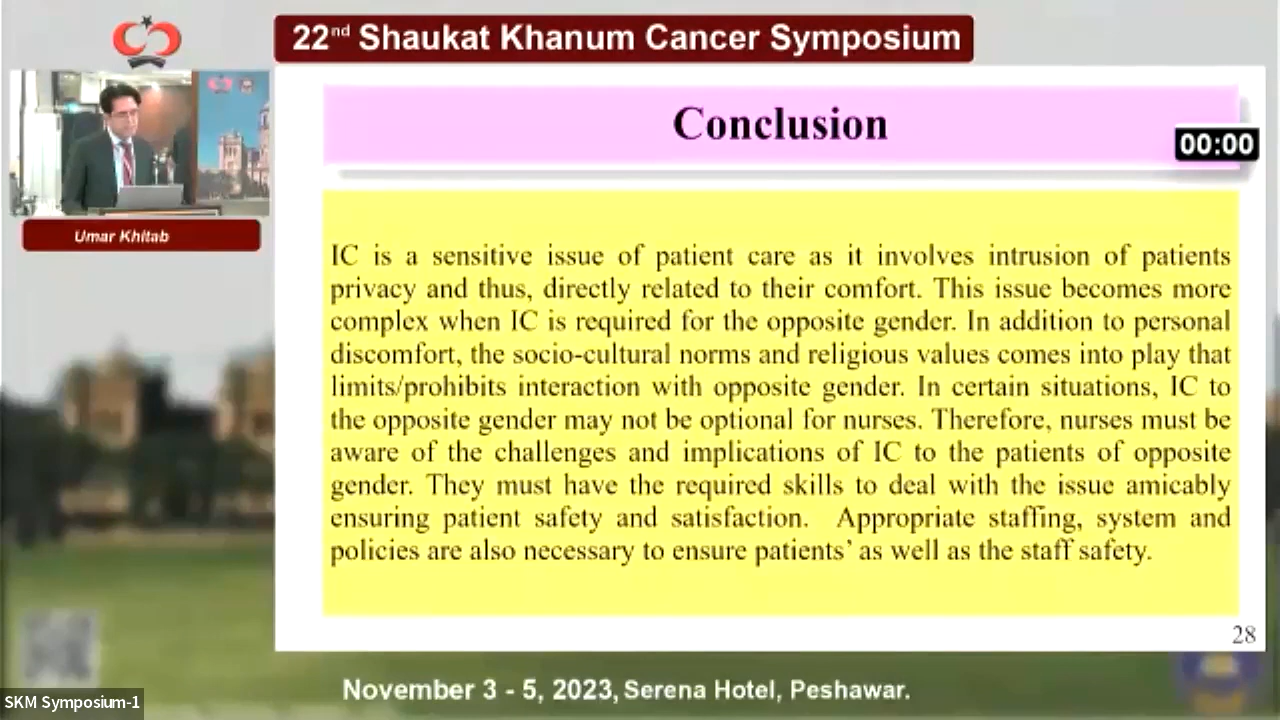 22nd Shaukat Khanum Cancer Symposium
Conclusion
00:00
Umar Khitab
IC is a sensitive issue of patient care as it involves intrusion of patients
privacy and thus, directly related to their comfort. This issue becomes more
complex when IC is required for the opposite gender. In addition to personal
discomfort, the socio-cultural norms and religious values comes into play that
limits/prohibits interaction with opposite gender. In certain situations, IC to
the opposite gender may not be optional for nurses. Therefore, nurses must be
aware of the challenges and implications of IC to the patients of opposite
gender. They must have the required skills to deal with the issue amicably
ensuring patient safety and satisfaction. Appropriate staffing, system and
policies are also necessary to ensure patients’ as well as the staff safety.
28
November 3 - 5, 2023, Serena Hotel, Peshawar.
SKM Symposium-1